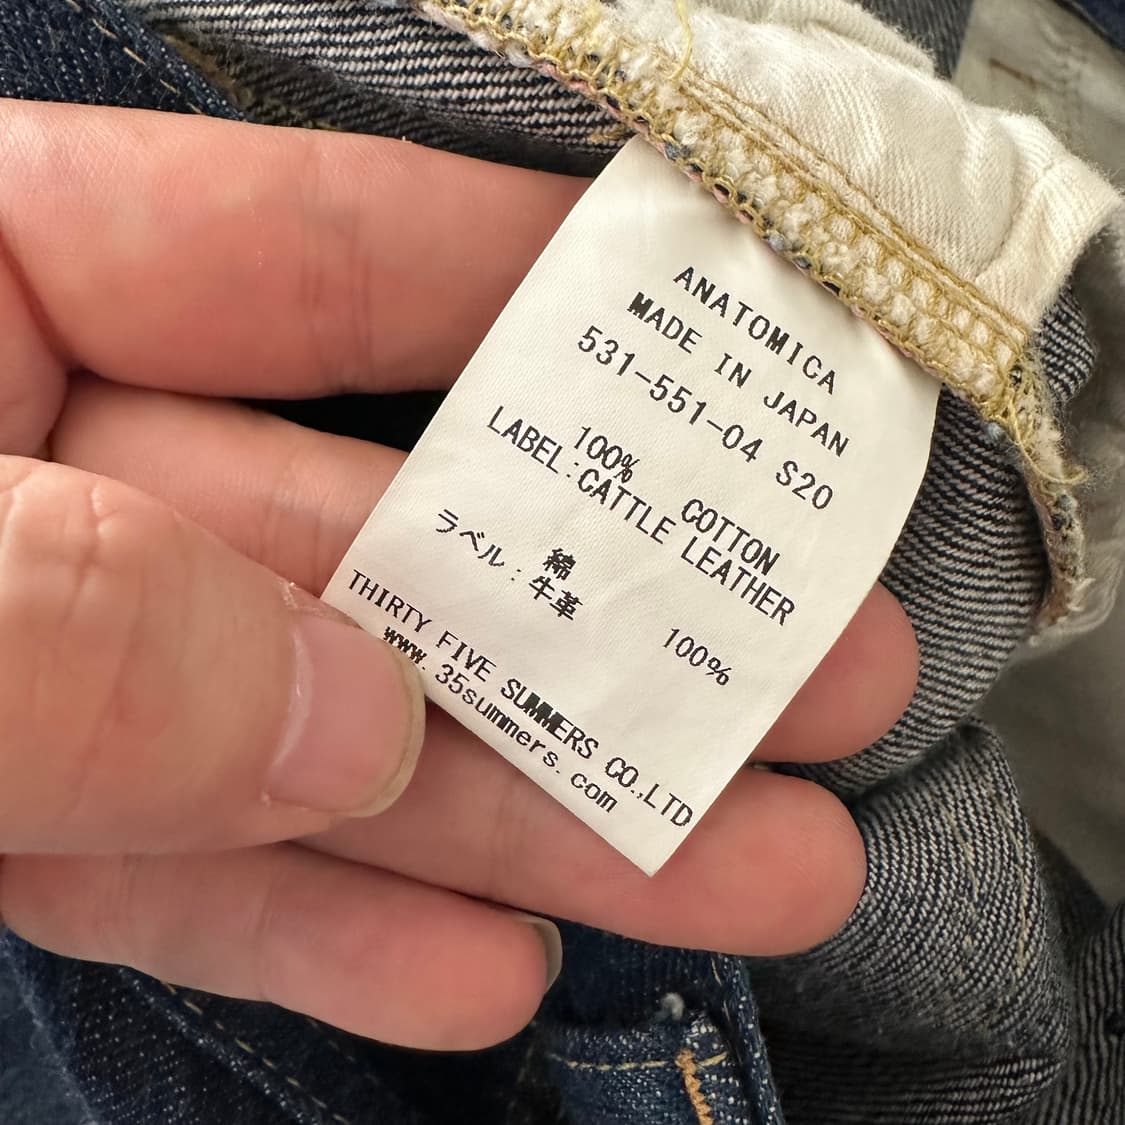 ANATOMICA
MADE IN JAPAN
531-551-04 S20
100% COTTON
LABEL:CATTLE LEATHER
綿 100%
ラベル:牛革
THIRTY FIVE SUMMERS CO.,LTD
www.35summers.com